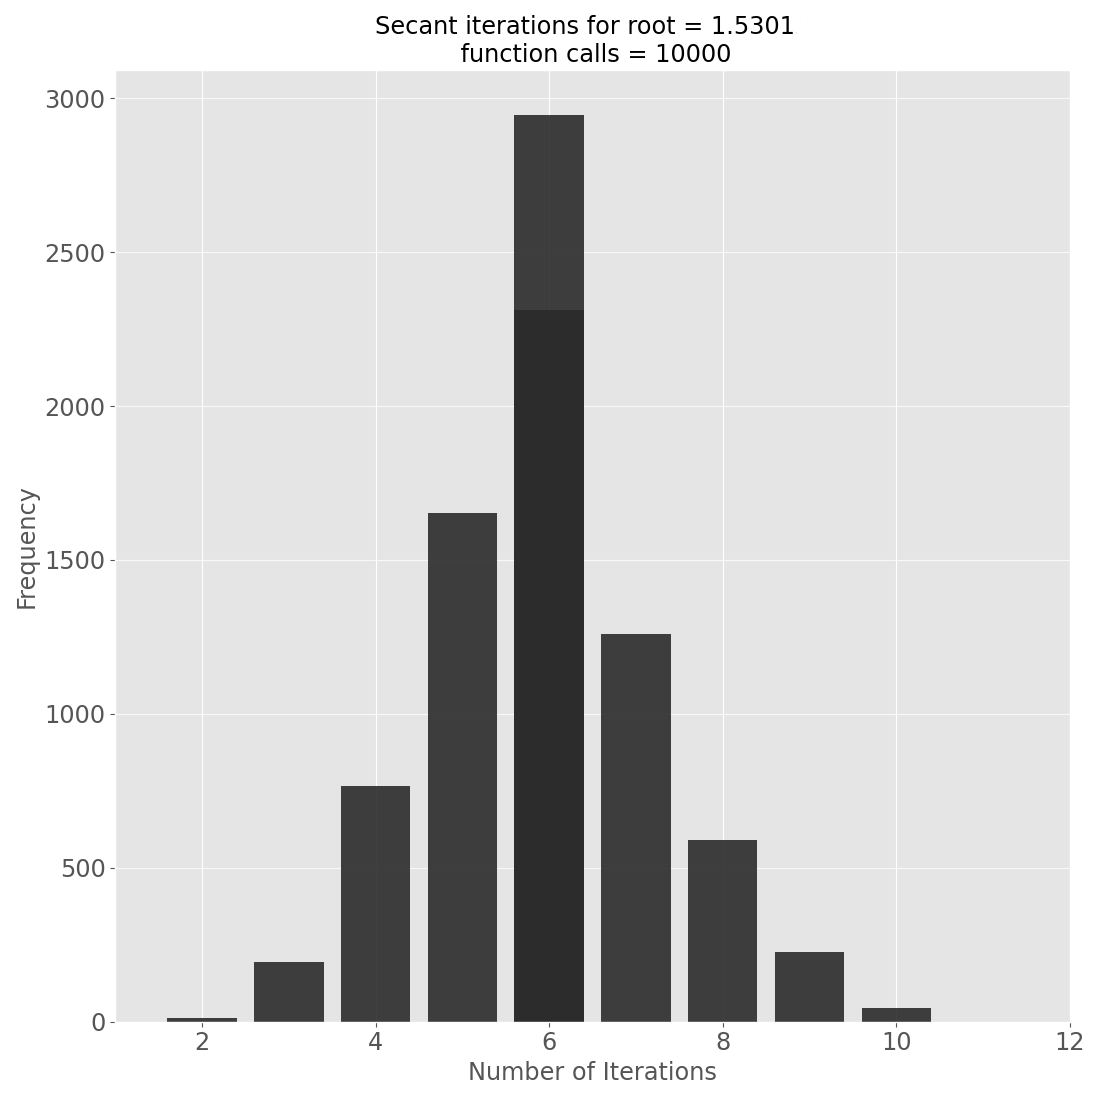 Secant iterations for root = 1.5301
function calls = 10000
3000
2500
2000
1500
1000
500
0
Frequency
2 4 6 8 10 12
Number of Iterations